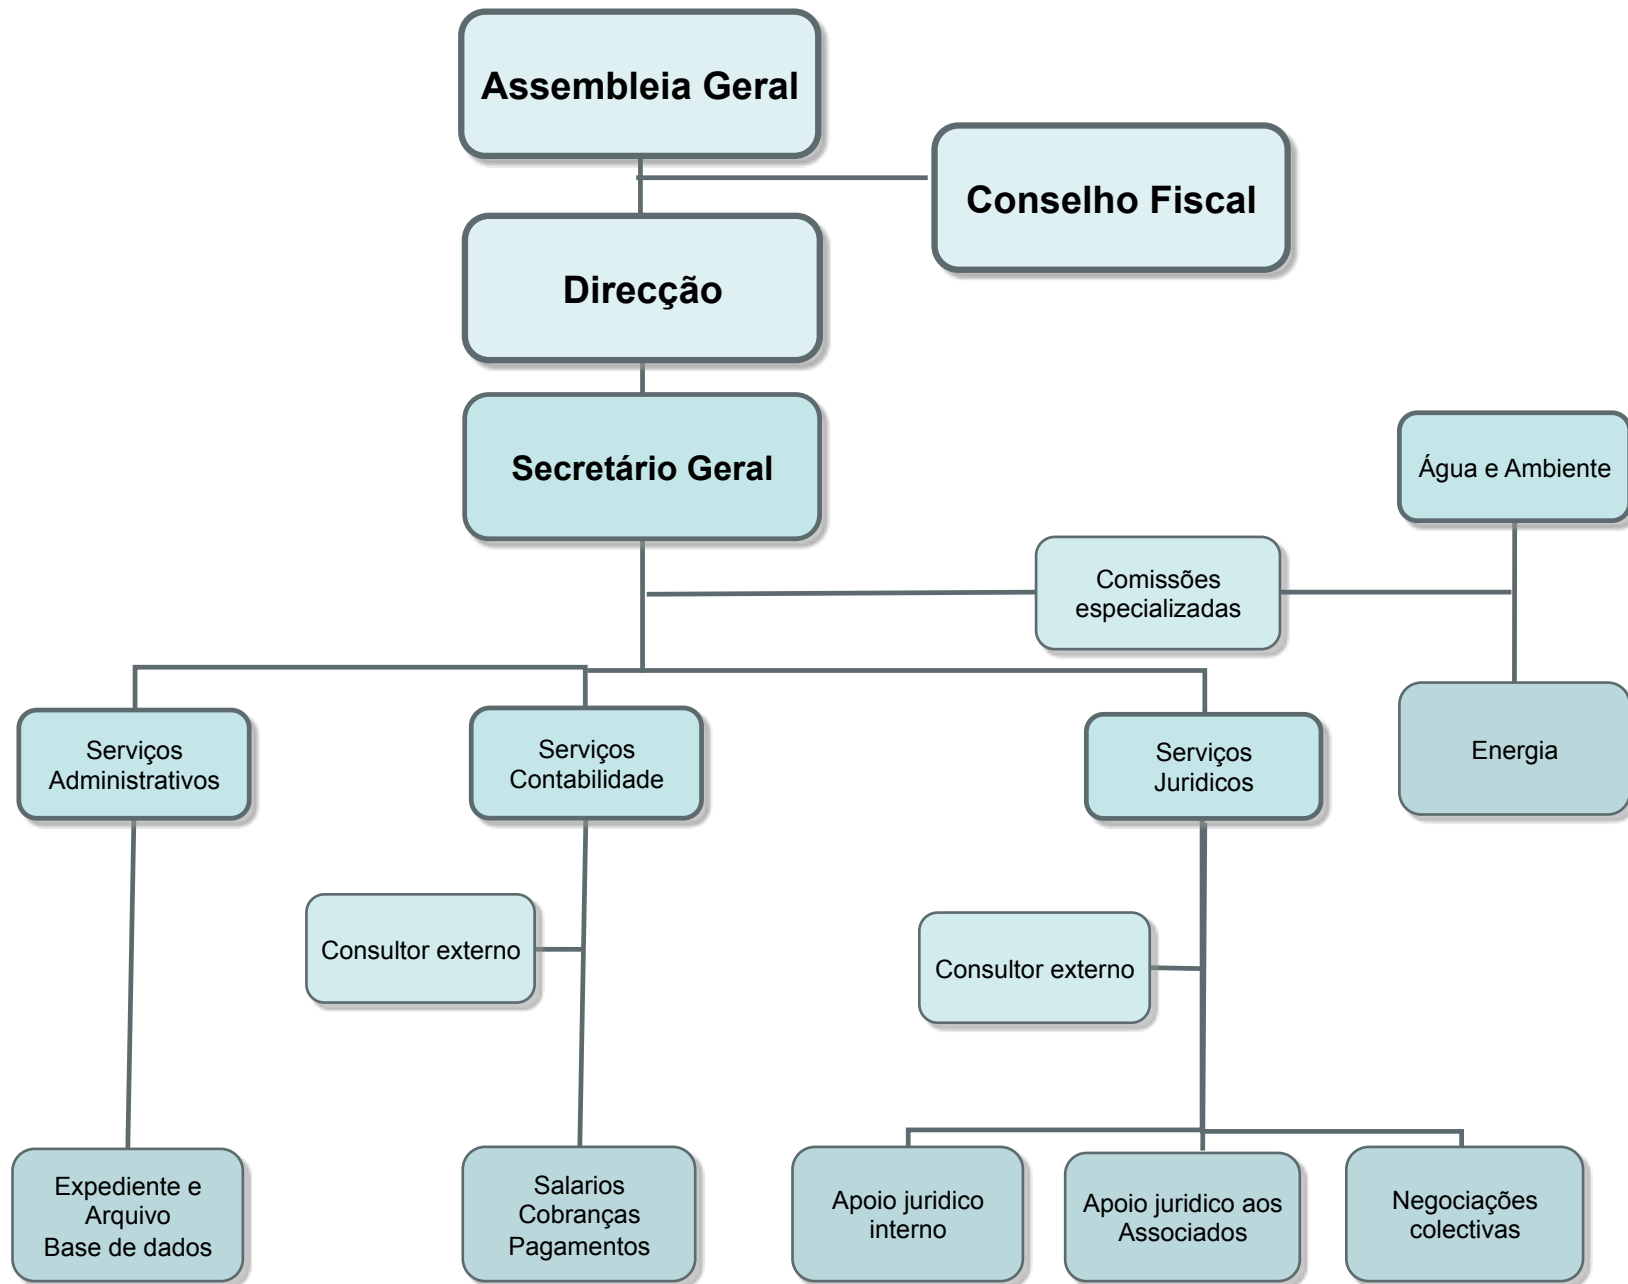 Assembleia Geral
Conselho Fiscal
Direcção
Secretário Geral
Água e Ambiente
Comissões
especializadas
Serviços
Administrativos
Serviços
Contabilidade
Serviços
Juridicos
Energia
Consultor externo
Consultor externo
Expediente e
Arquivo
Base de dados
Salarios
Cobranças
Pagamentos
Apoio juridico
interno
Apoio juridico aos
Associados
Negociações
colectivas